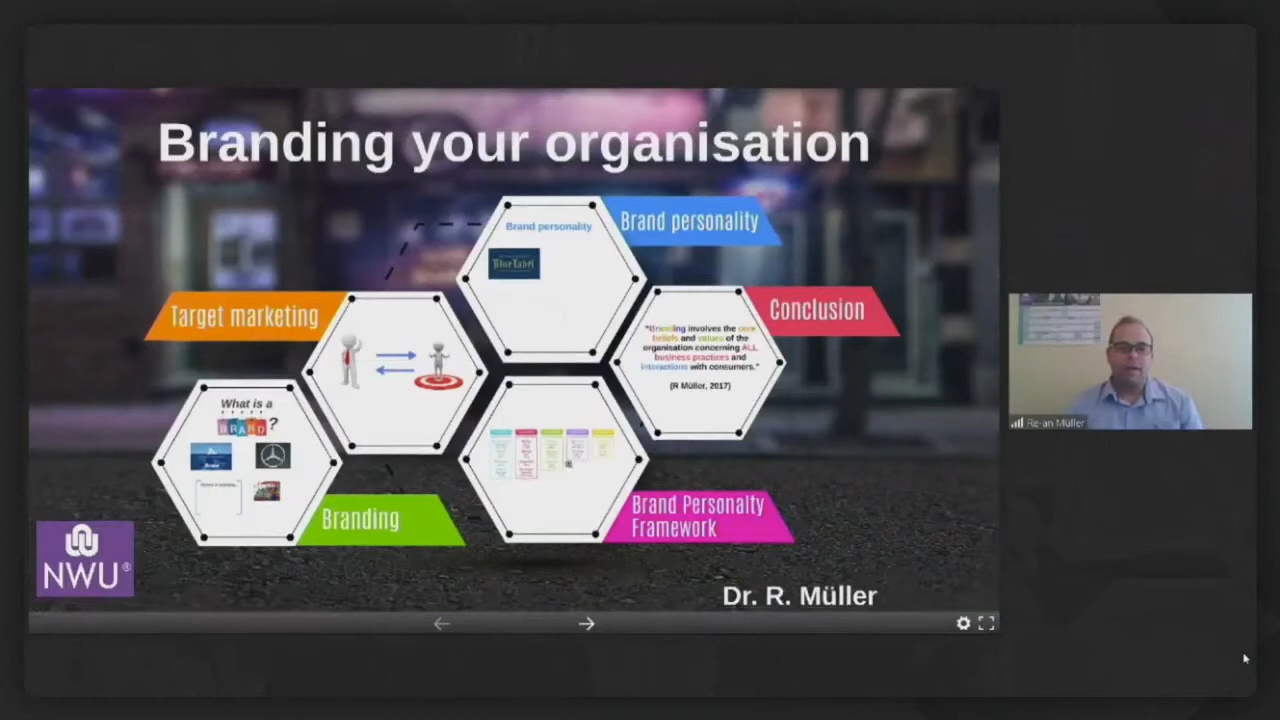 Branding your organisation
Brand personality
Brand personality
Blue Label
Target marketing
Conclusion
"Branding involves the core
beliefs and values of the
organisation concerning ALL
business practices and
interactions with consumers."
(R Müller, 2017)
What is a
BRAND?
Branding
Brand Personalty
Framework
NWU®
Dr. R. Müller
Re-an Müller